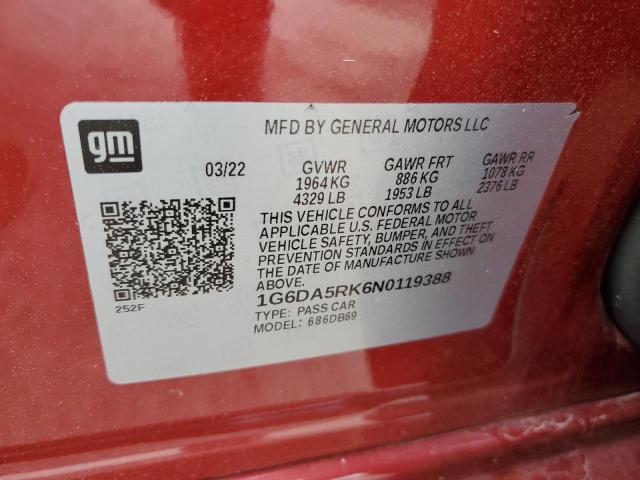 gm
MFD BY GENERAL MOTORS LLC
03/22 GVWR GAWR FRT GAWR RR
1964 KG 886 KG 1078 KG
4329 LB 1953 LB 2376 LB
THIS VEHICLE CONFORMS TO ALL
APPLICABLE U.S. FEDERAL MOTOR
VEHICLE SAFETY, BUMPER, AND THEFT
PREVENTION STANDARDS IN EFFECT ON
THE DATE OF MANUFACTURE SHOWN
ABOVE.
1G6DA5RK6N0119388
252F
TYPE: PASS CAR
MODEL: 686DB69